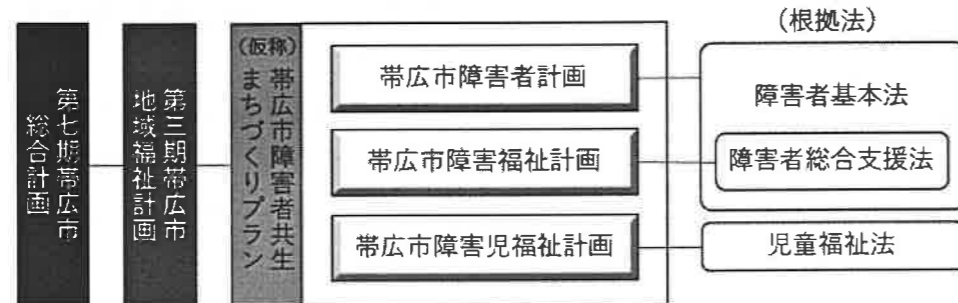 第七期帯広市
総合計画
第三期帯広市
地域福祉計画
(仮称)
帯広市障害者共生
まちづくりプラン
帯広市障害者計画
帯広市障害福祉計画
帯広市障害児福祉計画
(根拠法)
障害者基本法
障害者総合支援法
児童福祉法